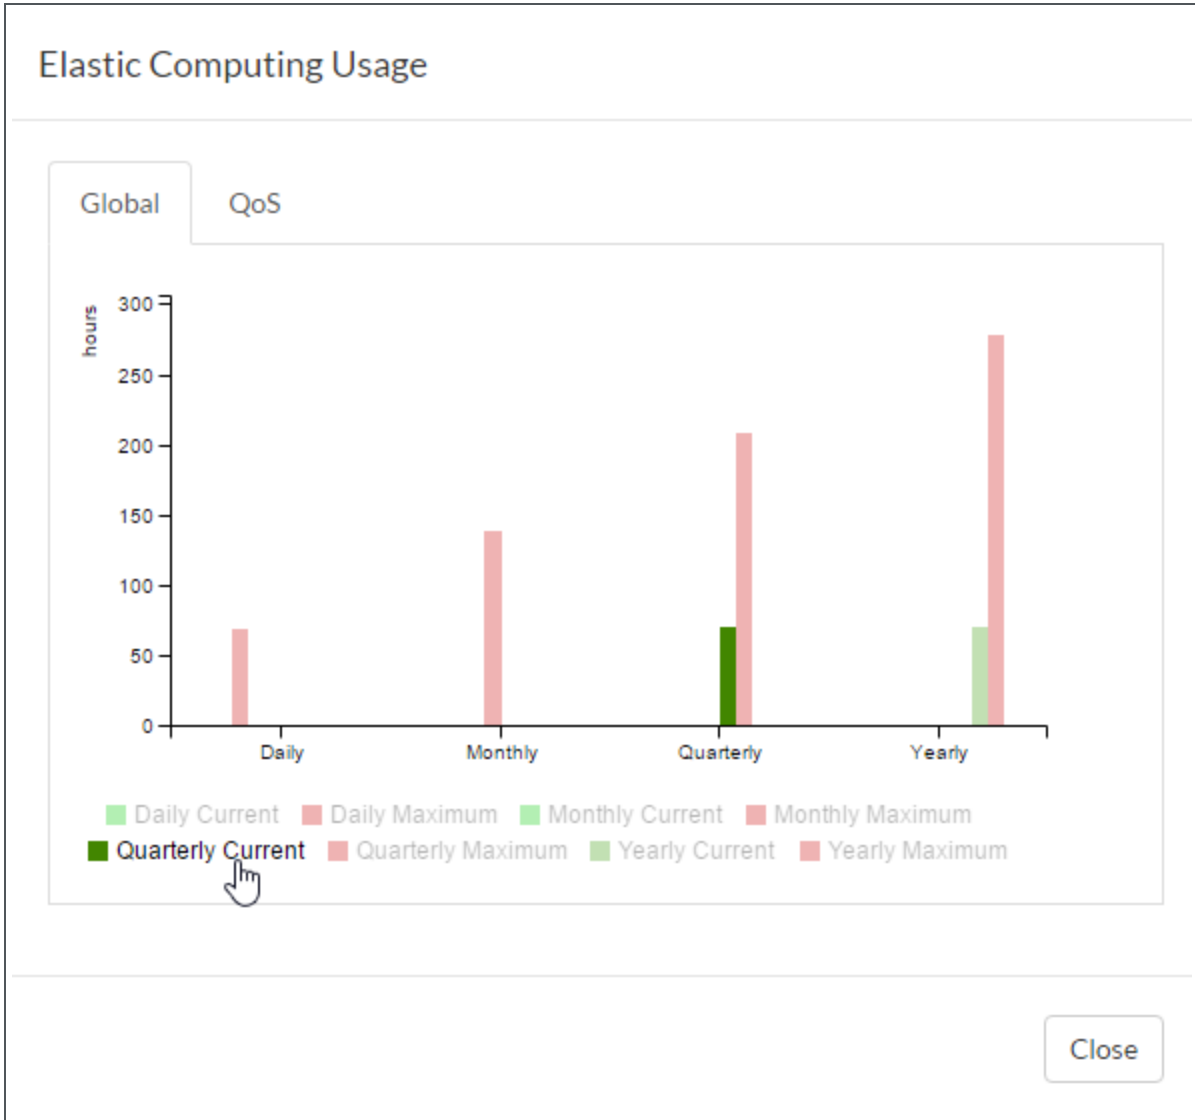 Elastic Computing Usage
Global QoS
hours
300
250
200
150
100
50
0
Daily Monthly Quarterly Yearly
Daily Current Daily Maximum Monthly Current Monthly Maximum
Quarterly Current Quarterly Maximum Yearly Current Yearly Maximum
Close